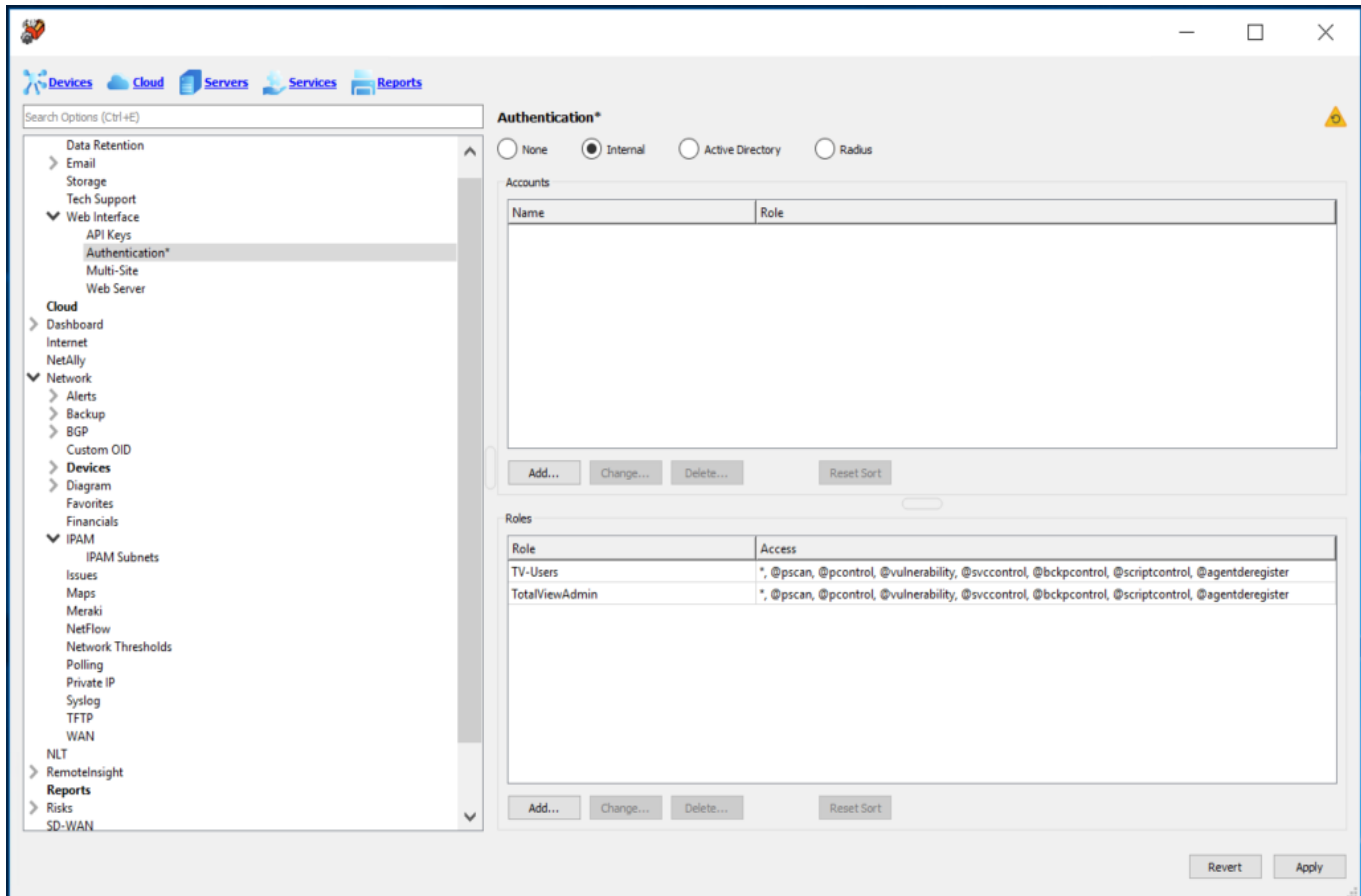 Devices Cloud Servers Services Reports
Search Options (Ctrl+E)
Data Retention
Email
Storage
Tech Support
Web Interface
API Keys
Authentication*
Multi-Site
Web Server
Cloud
Dashboard
Internet
NetAlly
Network
Alerts
Backup
BGP
Custom OID
Devices
Diagram
Favorites
Financials
IPAM
IPAM Subnets
Issues
Maps
Meraki
NetFlow
Network Thresholds
Polling
Private IP
Syslog
TFTP
WAN
NLT
RemoteInsight
Reports
Risks
SD-WAN
Authentication*
None Internal Active Directory Radius
Accounts
Name Role
Add... Change... Delete... Reset Sort
Roles
Role Access
TV-Users *, @pscan, @pcontrol, @vulnerability, @svccontrol, @bckpcontrol, @scriptcontrol, @agentderegister
TotalViewAdmin *, @pscan, @pcontrol, @vulnerability, @svccontrol, @bckpcontrol, @scriptcontrol, @agentderegister
Add... Change... Delete... Reset Sort
Revert Apply